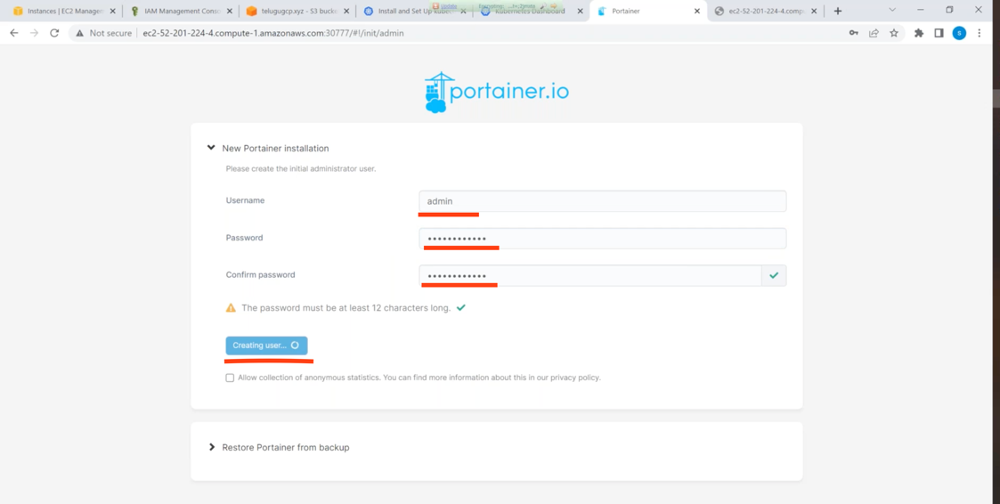 Instances | EC2 Managem
IAM Management Conso
telugugcp.xyz - S3 bucke
Install and Set Up kube
Kubernetes Dashboard
Portainer
ec2-52-201-224-4.comp
Not secure
ec2-52-201-224-4.compute-1.amazonaws.com:30777/#!/init/admin
S
portainer.io
New Portainer installation
Please create the initial administrator user.
Username
admin
Password
Confirm password
The password must be at least 12 characters long.
Creating user...
Allow collection of anonymous statistics. You can find more information about this in our privacy policy.
Restore Portainer from backup